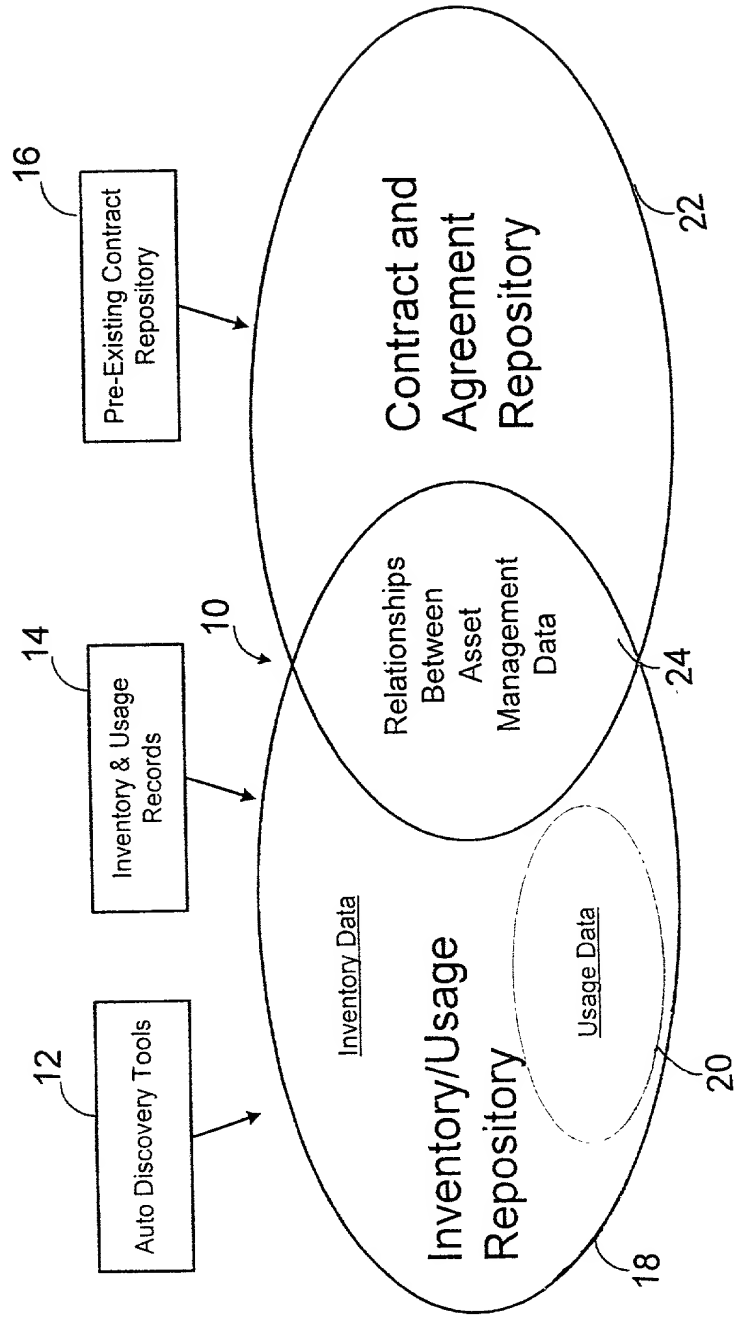 12
Auto Discovery Tools
14
Inventory & Usage
Records
16
Pre-Existing Contract
Repository
10
Inventory Data
Inventory/Usage
Repository
Usage Data
Relationships
Between
Asset
Management
Data
Contract and
Agreement
Repository
18
20
24
22